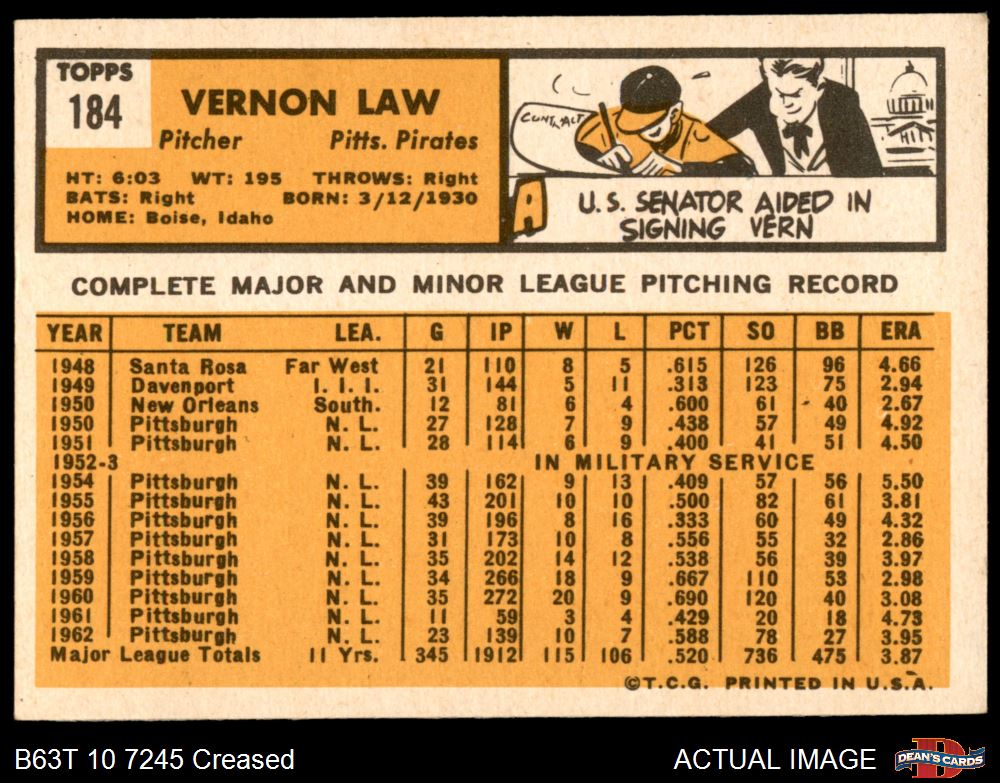 TOPPS
184
VERNON LAW
Pitcher Pitts. Pirates
HT: 6:03 WT: 195 THROWS: Right
BATS: Right BORN: 3/12/1930
HOME: Boise, Idaho
CONTRACT
U.S. SENATOR AIDED IN
SIGNING VERN
COMPLETE MAJOR AND MINOR LEAGUE PITCHING RECORD
YEAR TEAM LEA. G IP W L PCT SO BB ERA
1948 Santa Rosa Far West 21 110 8 5 .615 126 96 4.66
1949 Davenport I. I. I. 31 144 5 11 .313 123 75 2.94
1950 New Orleans South. 12 81 6 4 .600 61 40 2.67
1950 Pittsburgh N. L. 27 128 7 9 .438 57 49 4.92
1951 Pittsburgh N. L. 28 114 6 9 .400 41 51 4.50
1952-3 IN MILITARY SERVICE
1954 Pittsburgh N. L. 39 162 9 13 .409 57 56 5.50
1955 Pittsburgh N. L. 43 201 10 10 .500 82 61 3.81
1956 Pittsburgh N. L. 39 196 8 16 .333 60 49 4.32
1957 Pittsburgh N. L. 31 173 10 8 .556 55 32 2.86
1958 Pittsburgh N. L. 35 202 14 12 .538 56 39 3.97
1959 Pittsburgh N. L. 34 266 18 9 .667 110 53 2.98
1960 Pittsburgh N. L. 35 272 20 9 .690 120 40 3.08
1961 Pittsburgh N. L. 11 59 3 4 .429 20 18 4.73
1962 Pittsburgh N. L. 23 139 10 7 .588 78 27 3.95
Major League Totals 11 Yrs. 345 1912 115 106 .520 736 475 3.87
©T.C.G. PRINTED IN U.S.A.
B63T 10 7245 Creased ACTUAL IMAGE
D
DEAN'S CARDS